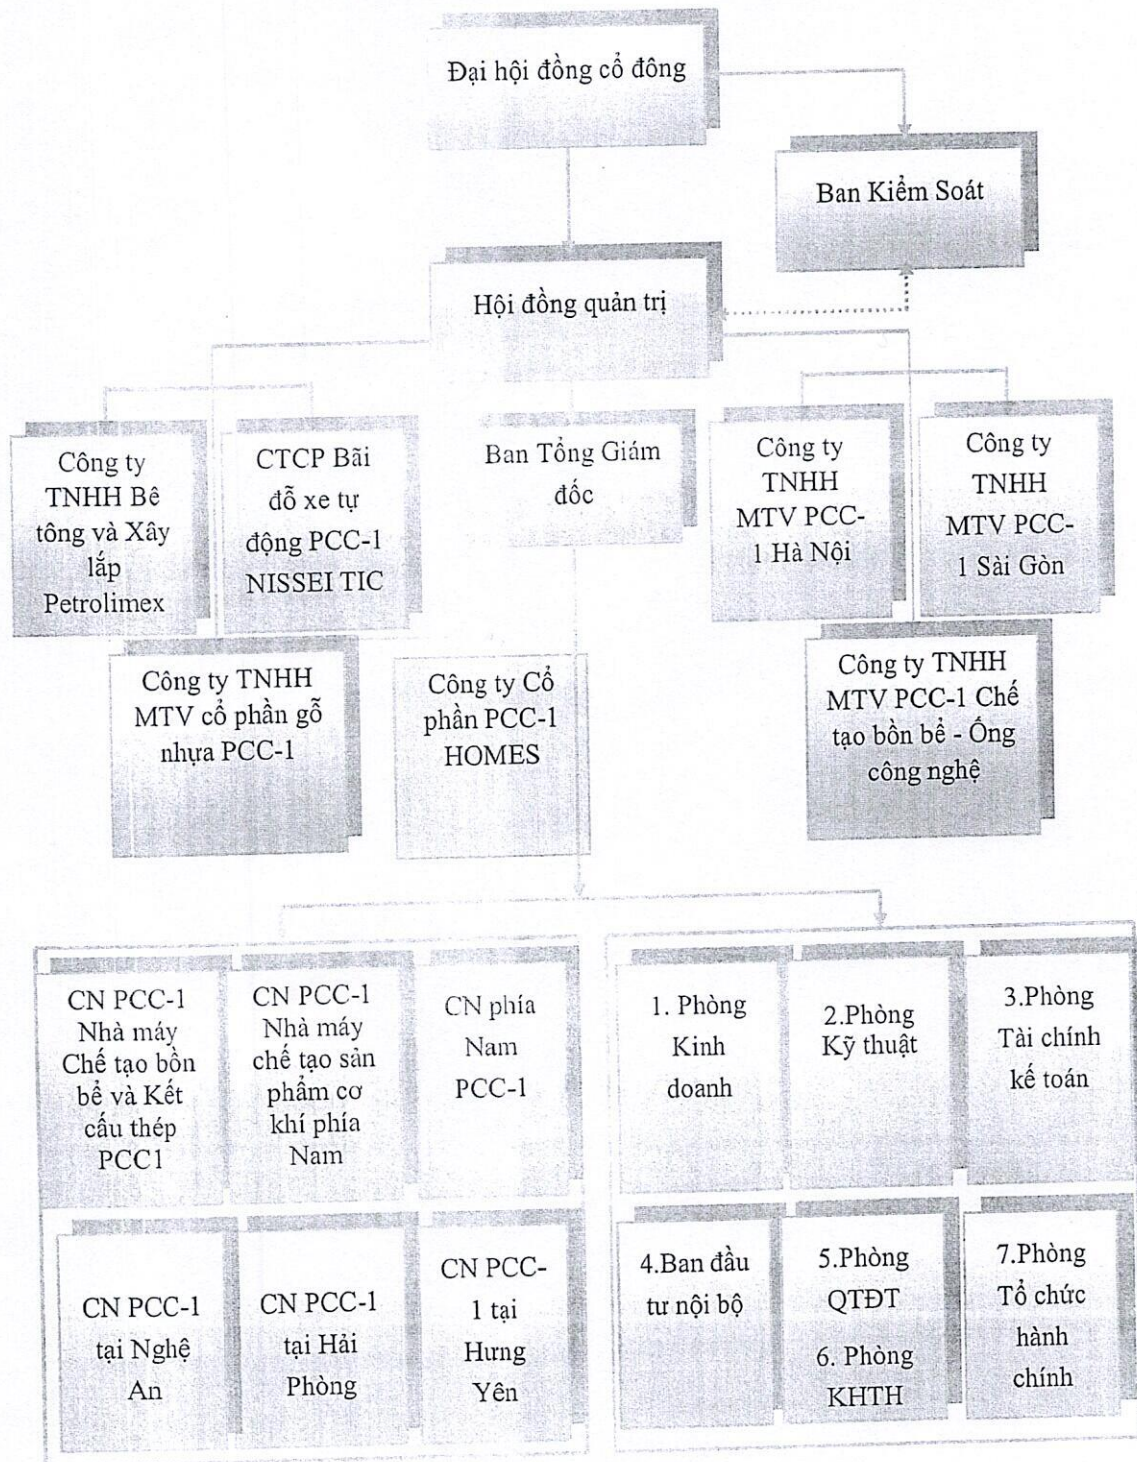 Đại hội đồng cổ đông
Ban Kiểm Soát
Hội đồng quản trị
Công ty
TNHH Bê
tông và Xây
lắp
Petrolimex
CTCP Bãi
đỗ xe tự
động PCC-1
NISSEI TIC
Ban Tổng Giám
đốc
Công ty
TNHH
MTV PCC-
1 Hà Nội
Công ty
TNHH
MTV PCC-
1 Sài Gòn
Công ty TNHH
MTV cổ phần gỗ
nhựa PCC-1
Công ty Cổ
phần PCC-1
HOMES
Công ty TNHH
MTV PCC-1 Chế
tạo bồn bể - Ống
công nghệ
CN PCC-1
Nhà máy
Chế tạo bồn
bể và Kết
cấu thép
PCC1
CN PCC-1
Nhà máy
chế tạo sản
phẩm cơ
khí phía
Nam
CN phía
Nam
PCC-1
1. Phòng
Kinh
doanh
2.Phòng
Kỹ thuật
3.Phòng
Tài chính
kế toán
CN PCC-1
tại Nghệ
An
CN PCC-1
tại Hải
Phòng
CN PCC-
1 tại
Hưng
Yên
4.Ban đầu
tư nội bộ
5.Phòng
QTĐT
6. Phòng
KHTH
7.Phòng
Tổ chức
hành
chính